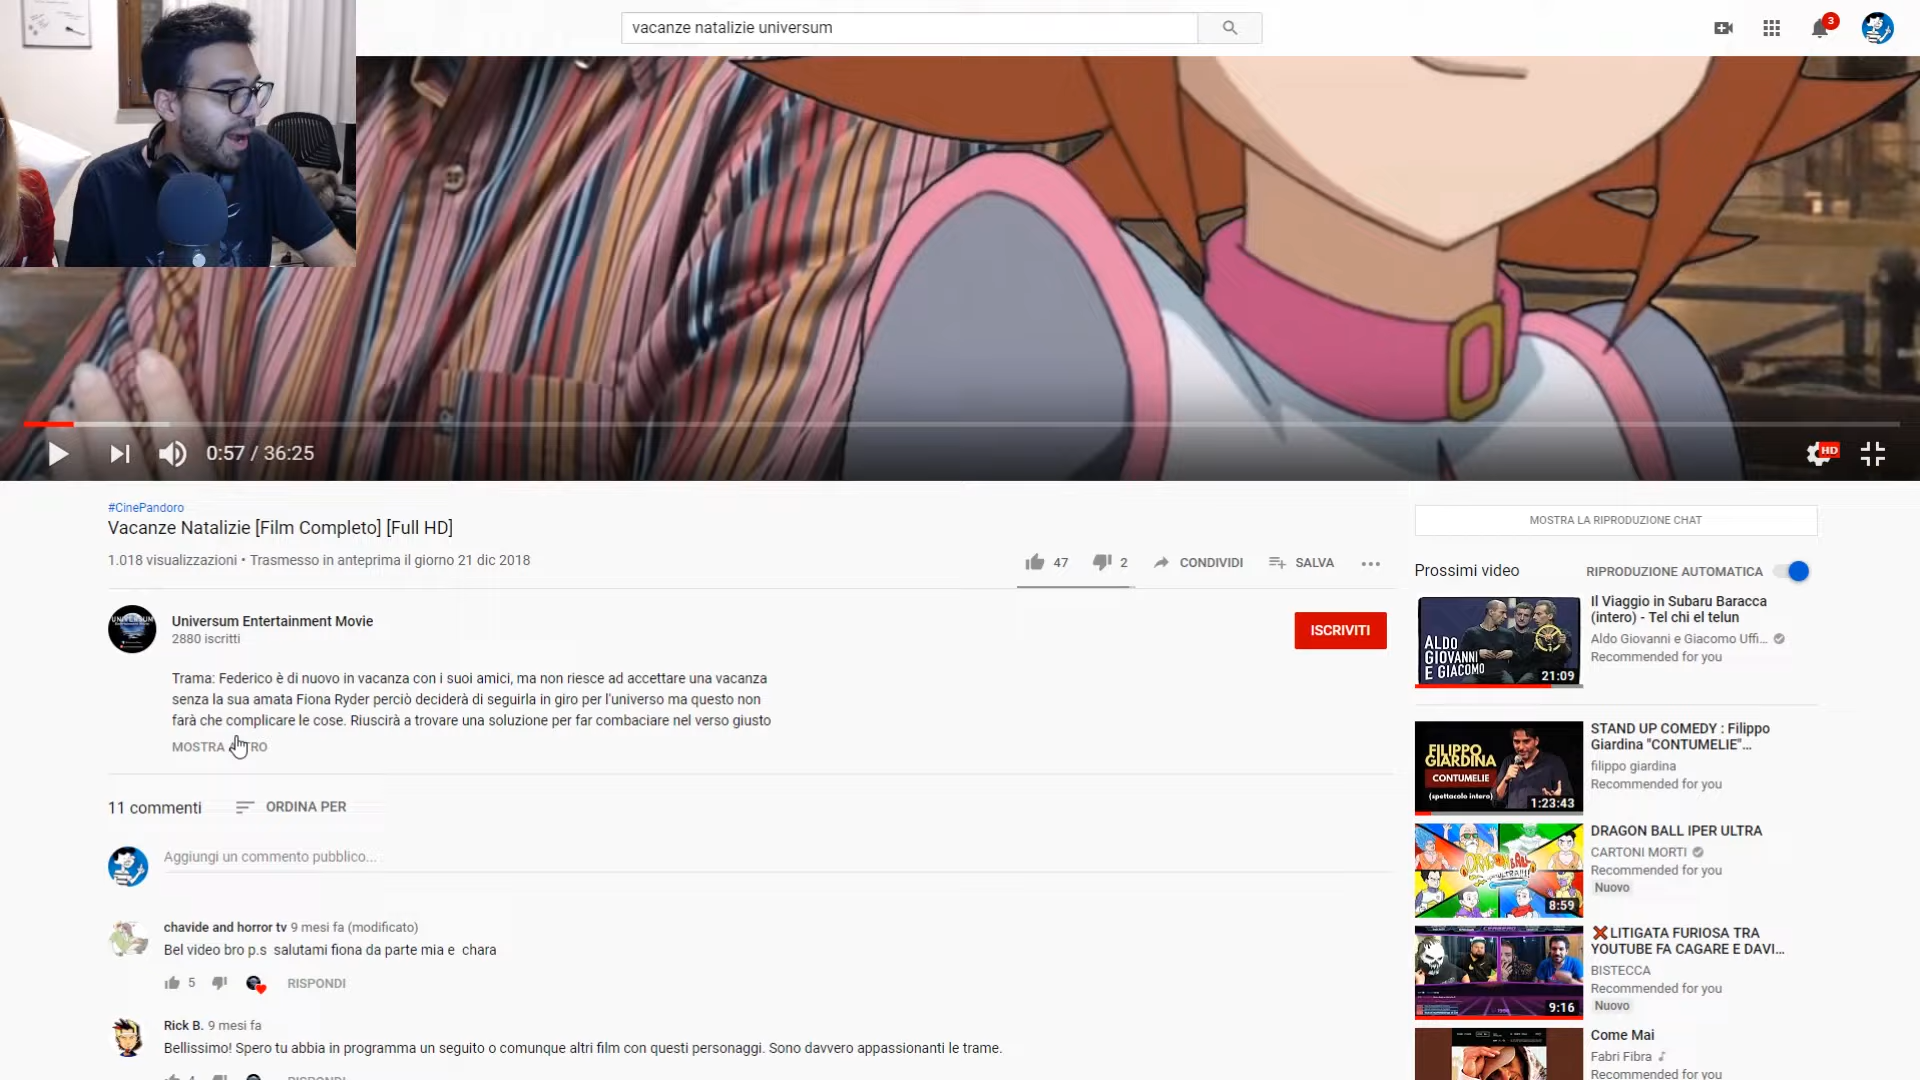 vacanze natalizie universum
3
0:57 / 36:25
HD
#CinePandoro
Vacanze Natalizie [Film Completo] [Full HD]
1.018 visualizzazioni • Trasmesso in anteprima il giorno 21 dic 2018
47
2
CONDIVIDI
SALVA
UNIVERSUM
Universum Entertainment Movie
2880 iscritti
ISCRIVITI
Trama: Federico è di nuovo in vacanza con i suoi amici, ma non riesce ad accettare una vacanza
senza la sua amata Fiona Ryder perciò deciderà di seguirla in giro per l'universo ma questo non
farà che complicare le cose. Riuscirà a trovare una soluzione per far combaciare nel verso giusto
MOSTRA ALTRO
11 commenti
ORDINA PER
Aggiungi un commento pubblico...
chavide and horror tv 9 mesi fa (modificato)
Bel video bro p.s salutami fiona da parte mia e chara
5
RISPONDI
Rick B. 9 mesi fa
Bellissimo! Spero tu abbia in programma un seguito o comunque altri film con questi personaggi. Sono davvero appassionanti le trame.
4
RISPONDI
MOSTRA LA RIPRODUZIONE CHAT
Prossimi video
RIPRODUZIONE AUTOMATICA
ALDO
GIOVANNI
E GIACOMO
21:09
Il Viaggio in Subaru Baracca
(intero) - Tel chi el telun
Aldo Giovanni e Giacomo Uffi...
Recommended for you
FILIPPO
GIARDINA
CONTUMELIE
(spettacolo intero)
1:23:43
STAND UP COMEDY : Filippo
Giardina "CONTUMELIE"...
filippo giardina
Recommended for you
8:59
DRAGON BALL IPER ULTRA
CARTONI MORTI
Recommended for you
Nuovo
9:16
❌LITIGATA FURIOSA TRA
YOUTUBE FA CAGARE E DAVI...
BISTECCA
Recommended for you
Nuovo
Come Mai
Fabri Fibra
Recommended for you